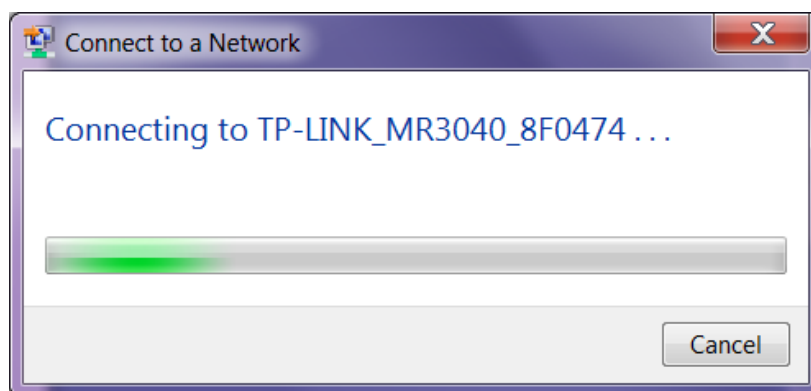 Connect to a Network
Connecting to TP-LINK_MR3040_8F0474 . . .
Cancel